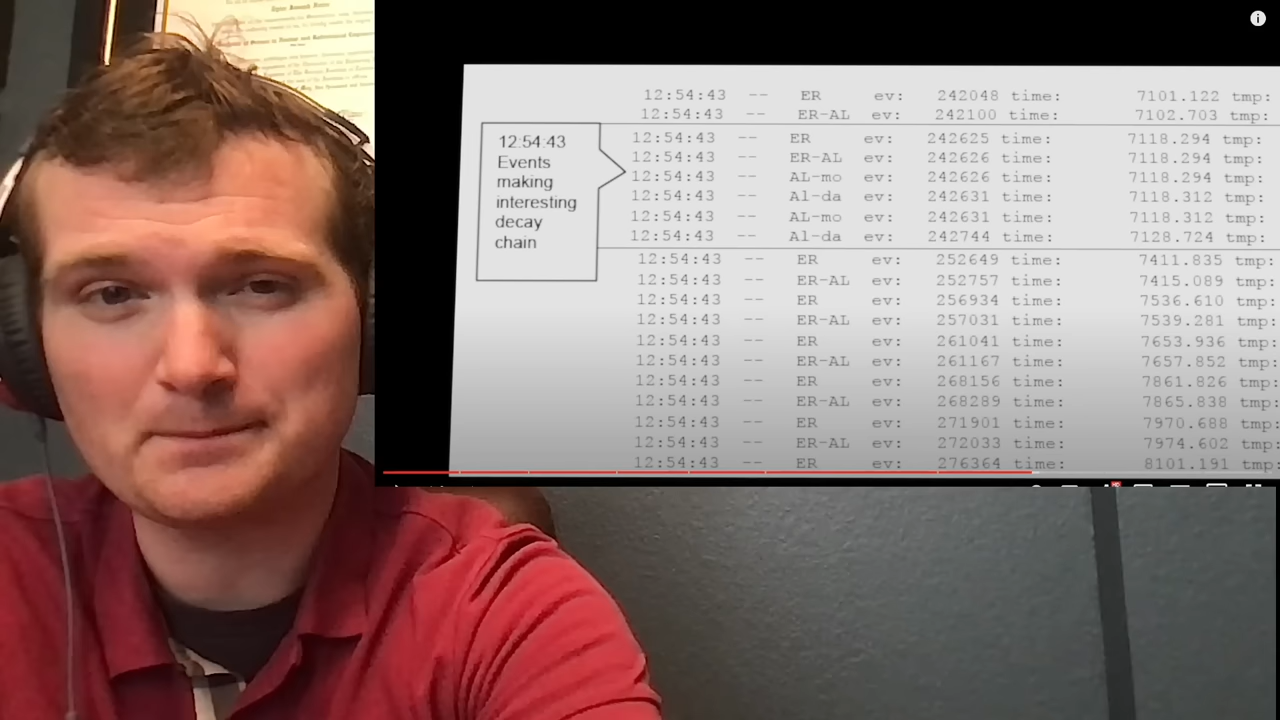 12:54:43 -- ER ev: 242048 time: 7101.122 tmp:
12:54:43 -- ER-AL ev: 242100 time: 7102.703 tmp:
12:54:43 -- ER ev: 242625 time: 7118.294 tmp:
12:54:43 -- ER-AL ev: 242626 time: 7118.294 tmp:
12:54:43 -- AL-mo ev: 242626 time: 7118.294 tmp:
12:54:43 -- Al-da ev: 242631 time: 7118.312 tmp:
12:54:43 -- AL-mo ev: 242631 time: 7118.312 tmp:
12:54:43 -- Al-da ev: 242744 time: 7128.724 tmp:
12:54:43
Events
making
interesting
decay
chain
12:54:43 -- ER ev: 252649 time: 7411.835 tmp:
12:54:43 -- ER-AL ev: 252757 time: 7415.089 tmp:
12:54:43 -- ER ev: 256934 time: 7536.610 tmp:
12:54:43 -- ER-AL ev: 257031 time: 7539.281 tmp:
12:54:43 -- ER ev: 261041 time: 7653.936 tmp:
12:54:43 -- ER-AL ev: 261167 time: 7657.852 tmp:
12:54:43 -- ER ev: 268156 time: 7861.826 tmp:
12:54:43 -- ER-AL ev: 268289 time: 7865.838 tmp:
12:54:43 -- ER ev: 271901 time: 7970.688 tmp:
12:54:43 -- ER-AL ev: 272033 time: 7974.602 tmp:
12:54:43 -- ER ev: 276364 time: 8101.191 tmp: